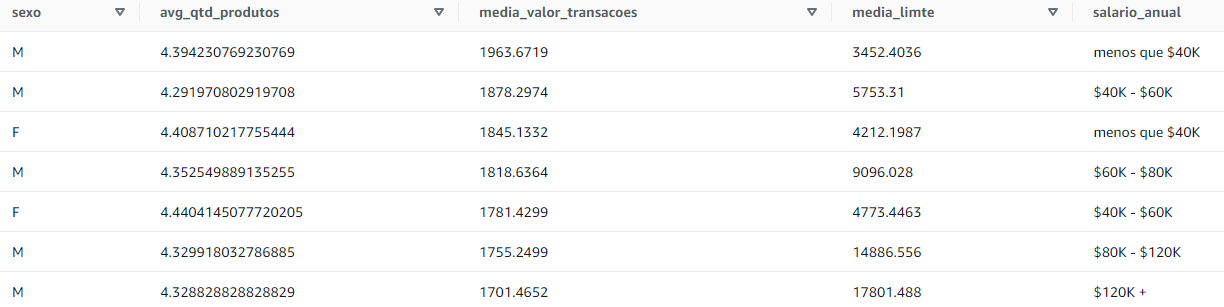 sexo avg_qtd_produtos media_valor_transacoes media_limte salario_anual
M 4.394230769230769 1963.6719 3452.4036 menos que $40K
M 4.291970802919708 1878.2974 5753.31 $40K - $60K
F 4.408710217755444 1845.1332 4212.1987 menos que $40K
M 4.352549889135255 1818.6364 9096.028 $60K - $80K
F 4.4404145077720205 1781.4299 4773.4463 $40K - $60K
M 4.329918032786885 1755.2499 14886.556 $80K - $120K
M 4.328828828828829 1701.4652 17801.488 $120K +